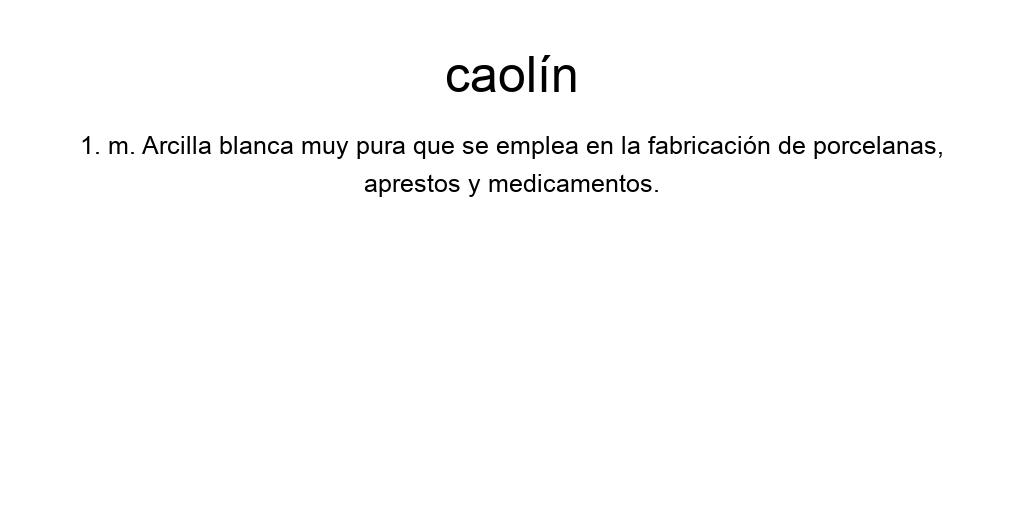 caolín
1. m. Arcilla blanca muy pura que se emplea en la fabricación de porcelanas,
aprestos y medicamentos.